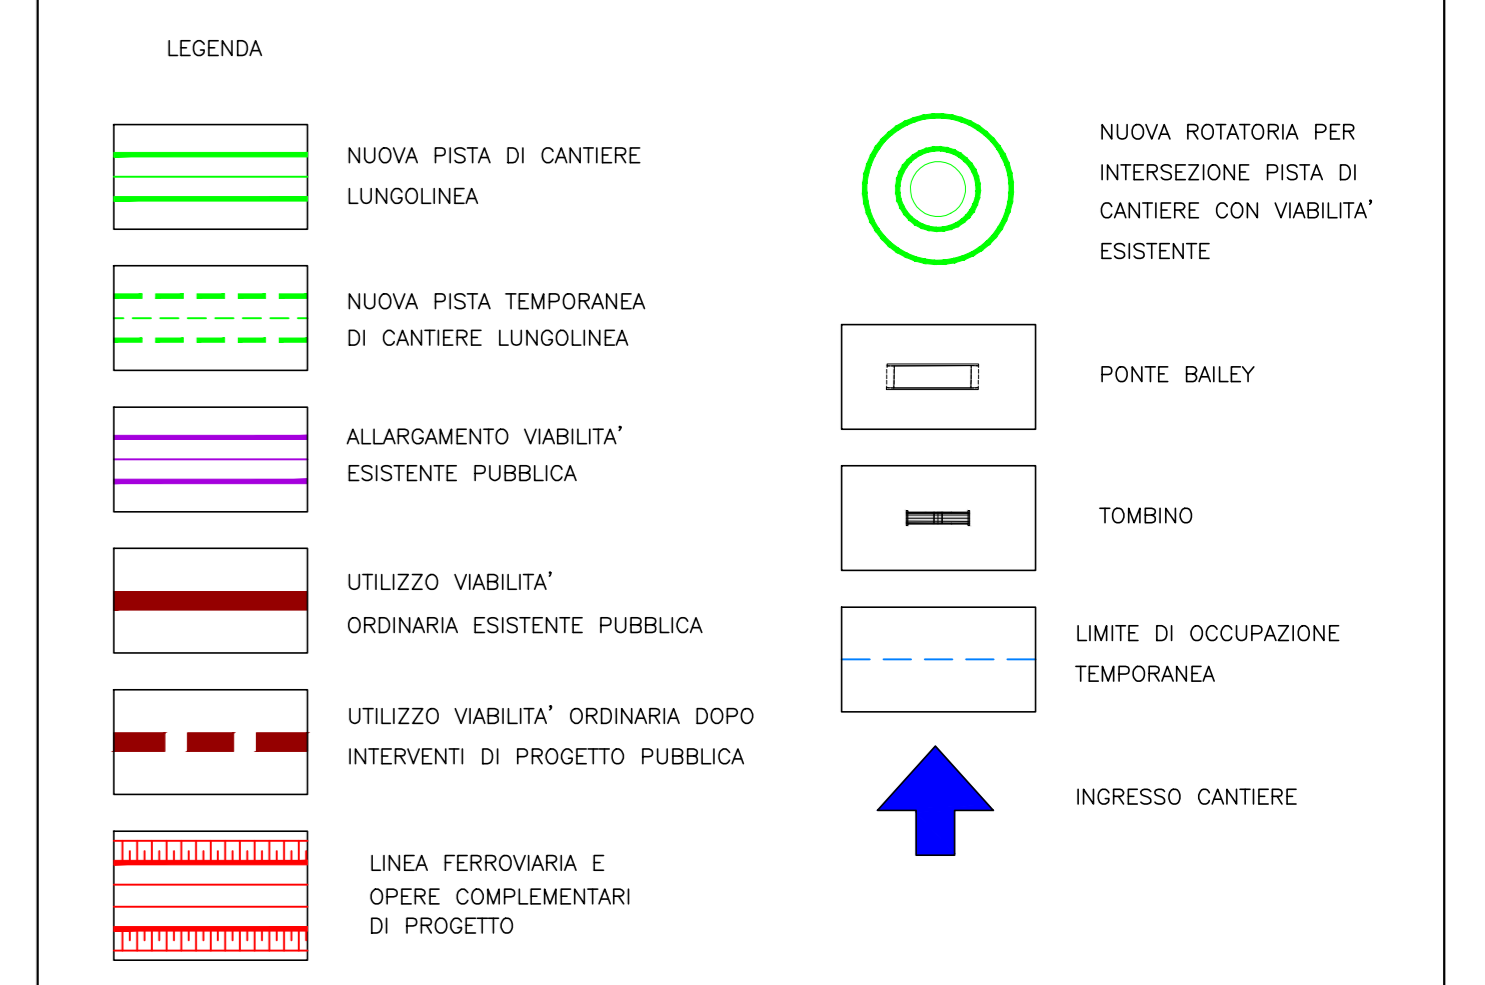 LEGENDA
NUOVA PISTA DI CANTIERE
LUNGOLINEA
NUOVA PISTA TEMPORANEA
DI CANTIERE LUNGOLINEA
ALLARGAMENTO VIABILITA'
ESISTENTE PUBBLICA
UTILIZZO VIABILITA'
ORDINARIA ESISTENTE PUBBLICA
UTILIZZO VIABILITA' ORDINARIA DOPO
INTERVENTI DI PROGETTO PUBBLICA
LINEA FERROVIARIA E
OPERE COMPLEMENTARI
DI PROGETTO
NUOVA ROTATORIA PER
INTERSEZIONE PISTA DI
CANTIERE CON VIABILITA'
ESISTENTE
PONTE BAILEY
TOMBINO
LIMITE DI OCCUPAZIONE
TEMPORANEA
INGRESSO CANTIERE